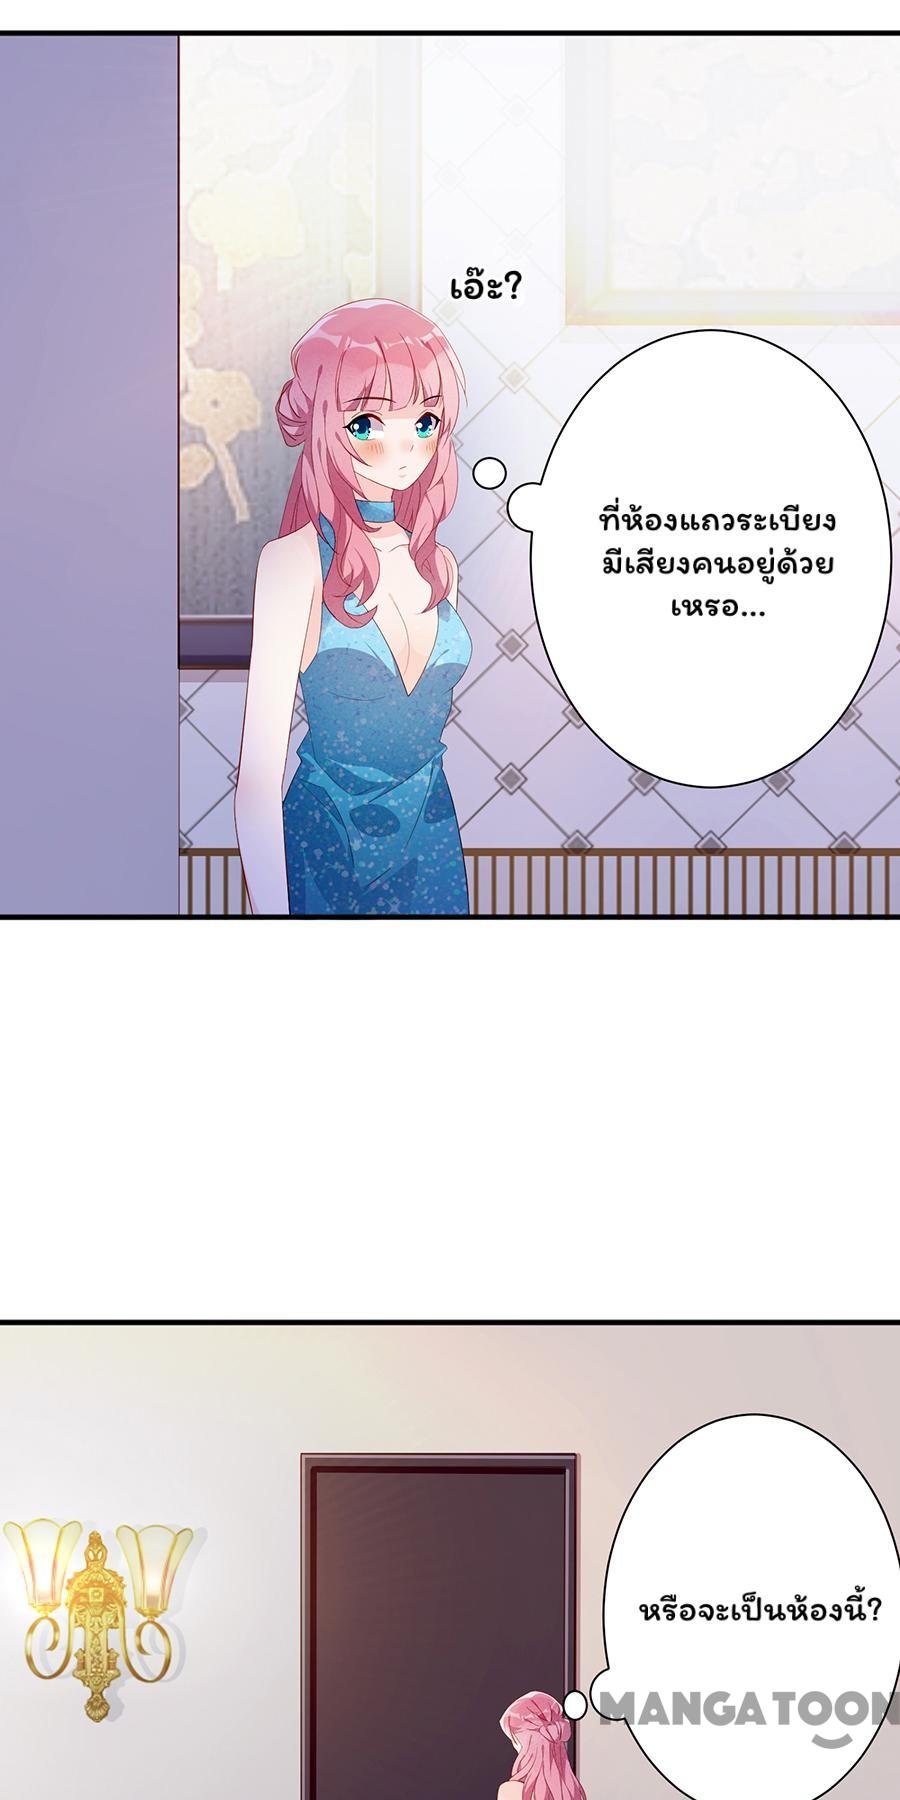 เอ๊ะ?
ที่ห้องแถวระเบียง
มีเสียงคนอยู่ด้วย
เหรอ...
หรือจะเป็นห้องนี้?
MANGATOON